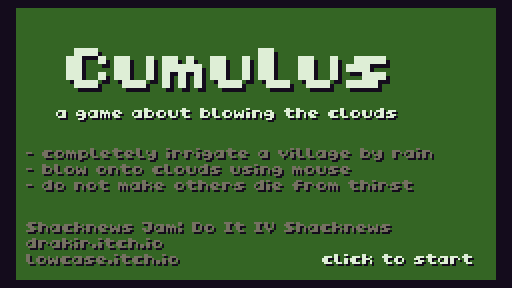 Cumulus
a game about blowing the clouds
- completely irrigate a village by rain
- blow onto clouds using mouse
- do not make others die from thirst
Shacknews Jam: Do It IV Shacknews
drakir.itch.io
lowcase.itch.io
click to start